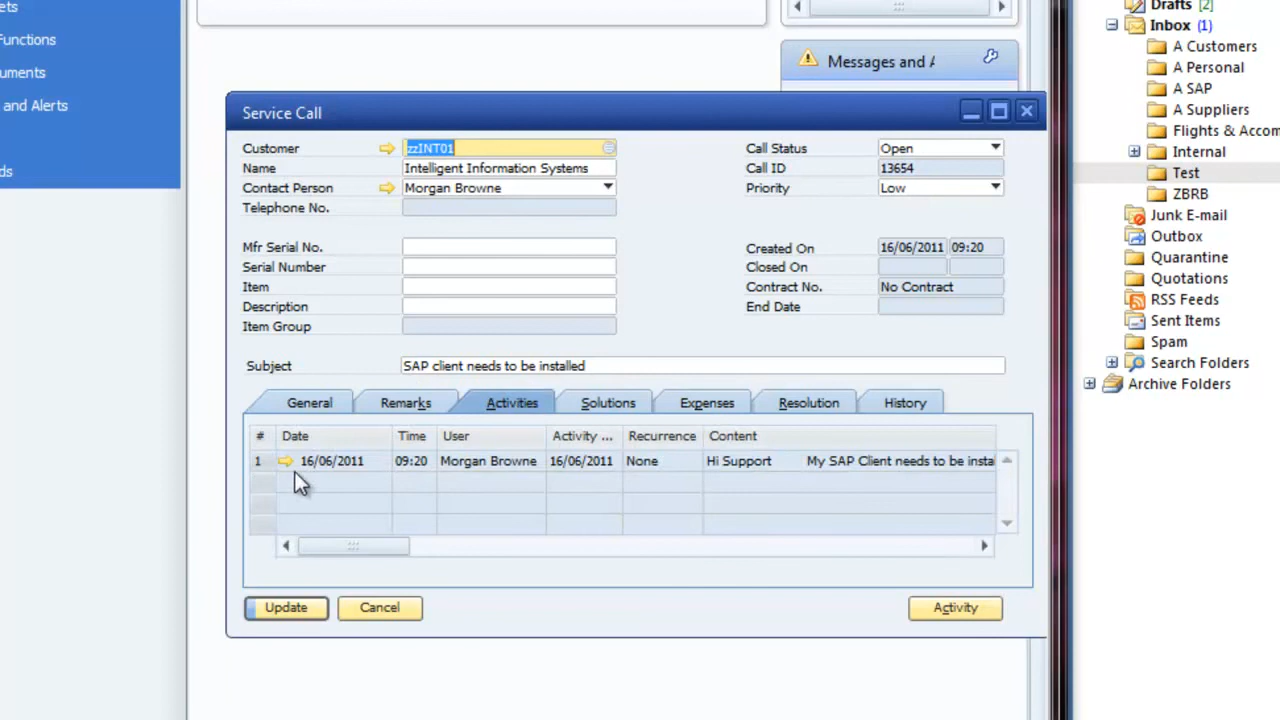 ets
Functions
uments
and Alerts
ds
Messages and A
Service Call
Customer zzINT01
Name Intelligent Information Systems
Contact Person Morgan Browne
Telephone No.
Mfr Serial No.
Serial Number
Item
Description
Item Group
Call Status Open
Call ID 13654
Priority Low
Created On 16/06/2011 09:20
Closed On
Contract No. No Contract
End Date
Subject SAP client needs to be installed
General Remarks Activities Solutions Expenses Resolution History
# Date Time User Activity ... Recurrence Content
1 16/06/2011 09:20 Morgan Browne 16/06/2011 None Hi Support My SAP Client needs to be insta
Update Cancel Activity
Drafts [2]
Inbox (1)
A Customers
A Personal
A SAP
A Suppliers
Flights & Accom
Internal
Test
ZBRB
Junk E-mail
Outbox
Quarantine
Quotations
RSS Feeds
Sent Items
Spam
Search Folders
Archive Folders